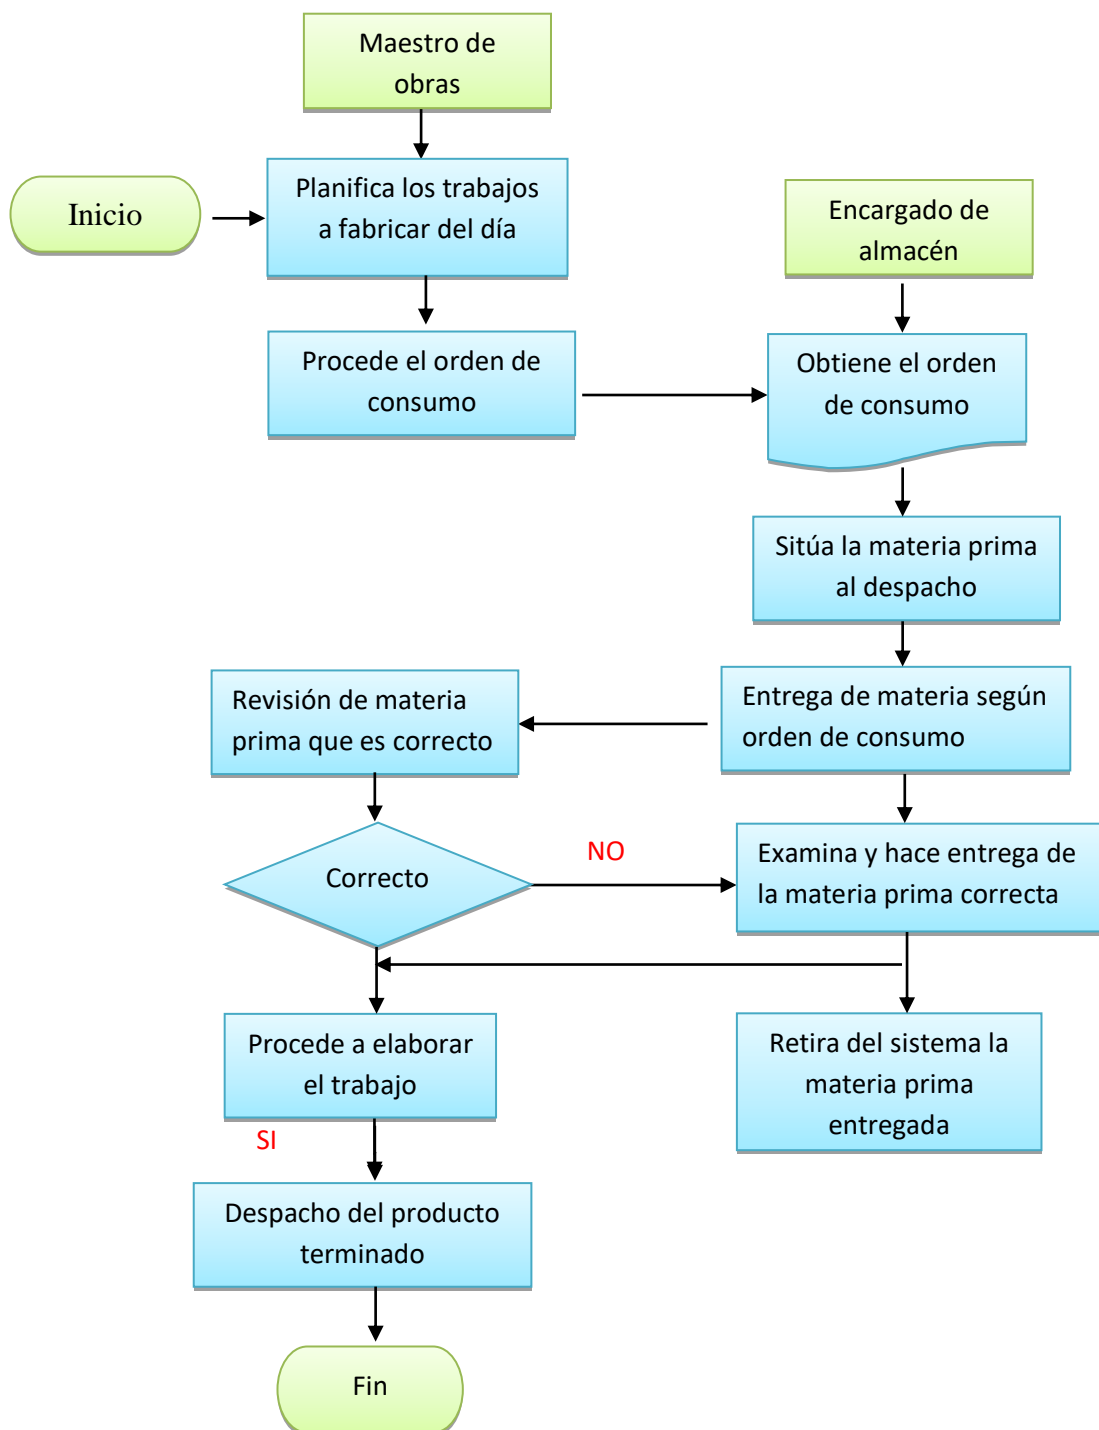 Maestro de
obras
Inicio
Planifica los trabajos
a fabricar del día
Encargado de
almacén
Procede el orden de
consumo
Obtiene el orden
de consumo
Sitúa la materia prima
al despacho
Revisión de materia
prima que es correcto
Entrega de materia según
orden de consumo
Correcto
NO
Examina y hace entrega de
la materia prima correcta
Procede a elaborar
el trabajo
Retira del sistema la
materia prima
entregada
SI
Despacho del producto
terminado
Fin